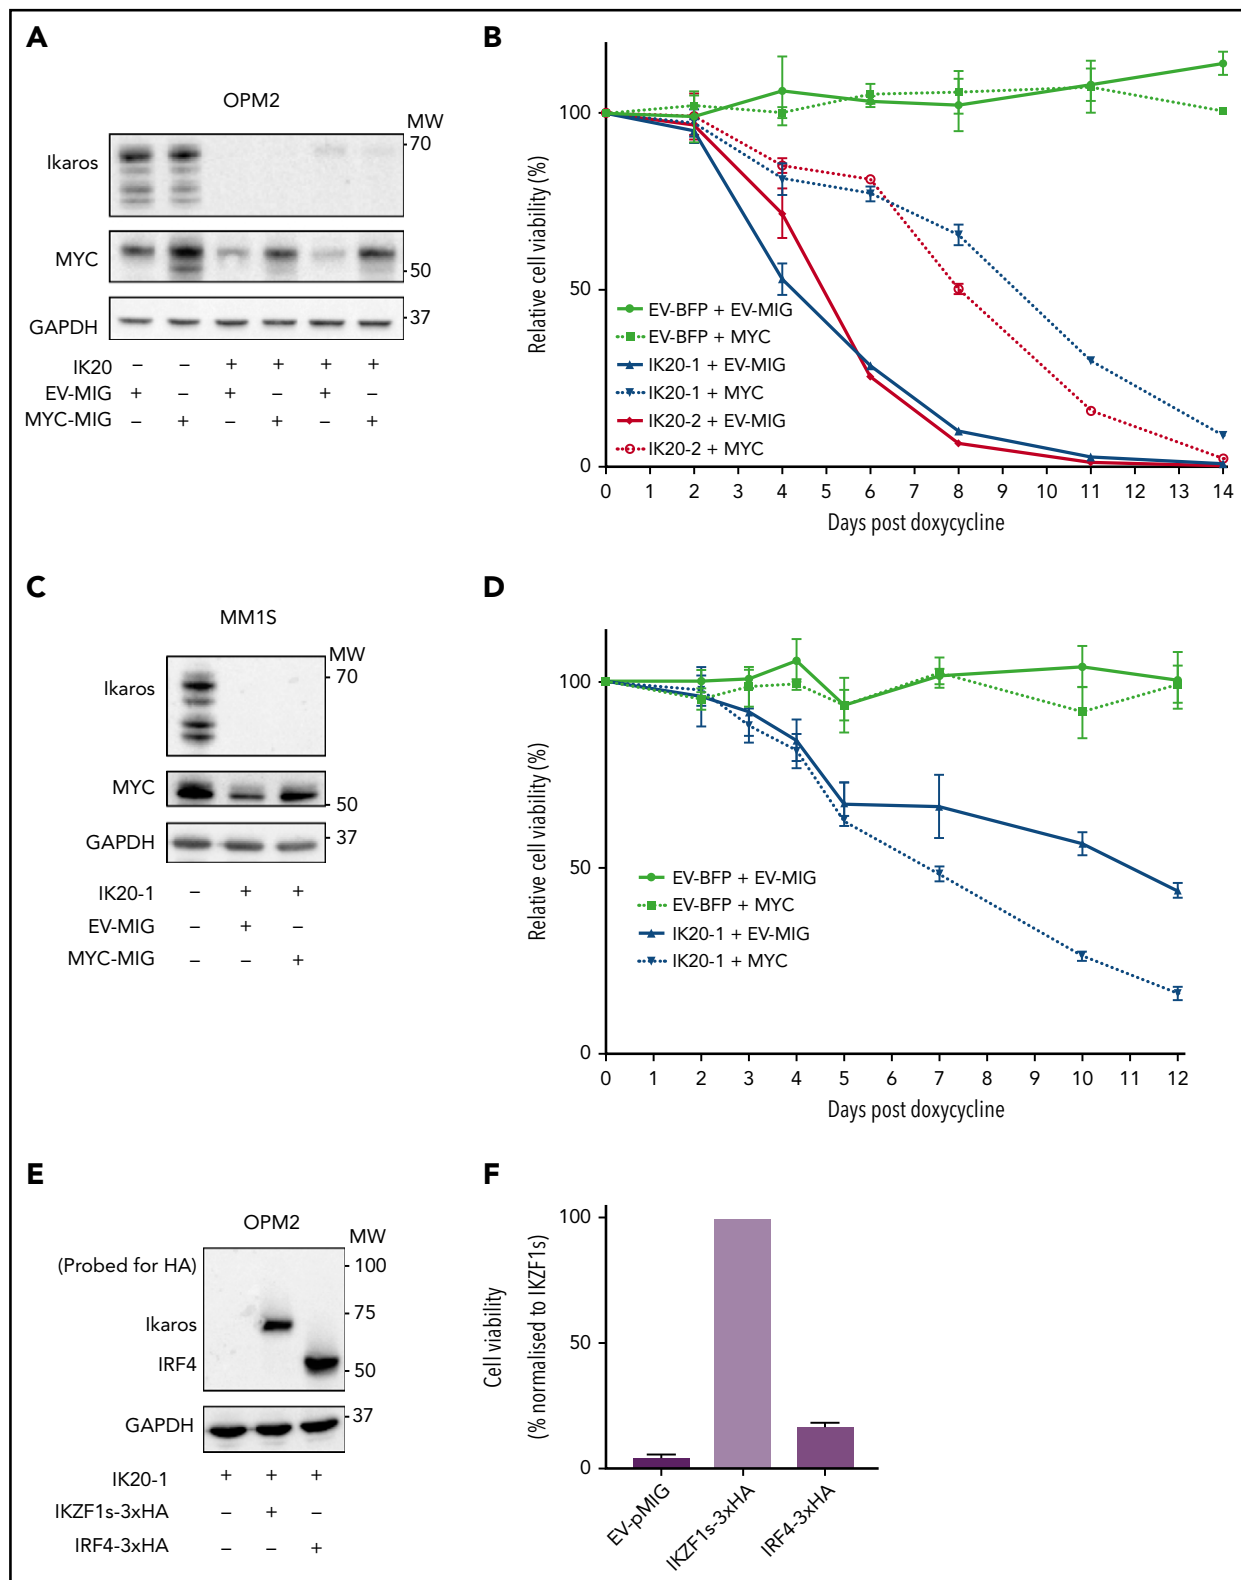 A
OPM2
MW
Ikaros
70
MYC
50
GAPDH
37
IK20 – – + + + +
EV-MIG + – + – + –
MYC-MIG – + – + – +
B
Relative cell viability (%)
100
50
0
EV-BFP + EV-MIG
EV-BFP + MYC
IK20-1 + EV-MIG
IK20-1 + MYC
IK20-2 + EV-MIG
IK20-2 + MYC
0 1 2 3 4 5 6 7 8 9 10 11 12 13 14
Days post doxycycline
C
MM1S
MW
Ikaros
70
MYC
50
GAPDH
37
IK20-1 – + +
EV-MIG – + –
MYC-MIG – – +
D
Relative cell viability (%)
100
50
0
EV-BFP + EV-MIG
EV-BFP + MYC
IK20-1 + EV-MIG
IK20-1 + MYC
0 1 2 3 4 5 7 8 9 10 11 12
Days post doxycycline
E
OPM2
MW
(Probed for HA)
100
75
Ikaros
IRF4
50
GAPDH
37
IK20-1 + + +
IKZF1s-3xHA – + –
IRF4-3xHA – – +
F
Cell viability
(% normalised to IKZF1s)
100
50
0
EV-pMIG
IKZF1s-3xHA
IRF4-3xHA